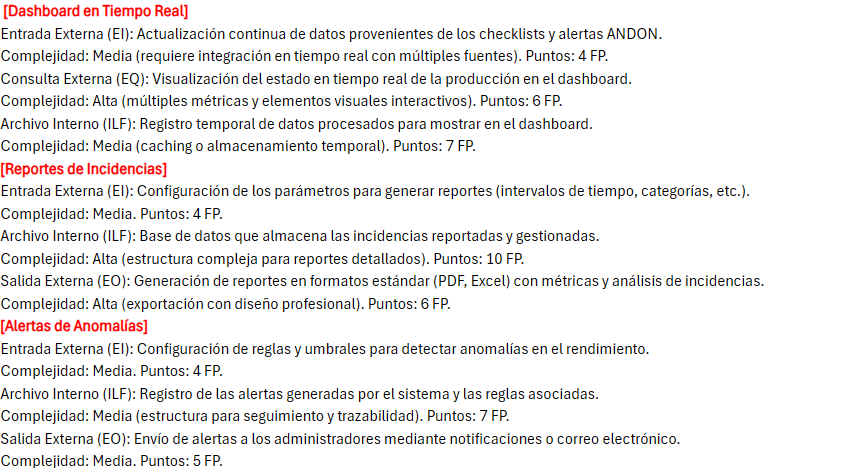 [Dashboard en Tiempo Real]
Entrada Externa (EI): Actualización continua de datos provenientes de los checklists y alertas ANDON.
Complejidad: Media (requiere integración en tiempo real con múltiples fuentes). Puntos: 4 FP.
Consulta Externa (EQ): Visualización del estado en tiempo real de la producción en el dashboard.
Complejidad: Alta (múltiples métricas y elementos visuales interactivos). Puntos: 6 FP.
Archivo Interno (ILF): Registro temporal de datos procesados para mostrar en el dashboard.
Complejidad: Media (caching o almacenamiento temporal). Puntos: 7 FP.
[Reportes de Incidencias]
Entrada Externa (EI): Configuración de los parámetros para generar reportes (intervalos de tiempo, categorías, etc.).
Complejidad: Media. Puntos: 4 FP.
Archivo Interno (ILF): Base de datos que almacena las incidencias reportadas y gestionadas.
Complejidad: Alta (estructura compleja para reportes detallados). Puntos: 10 FP.
Salida Externa (EO): Generación de reportes en formatos estándar (PDF, Excel) con métricas y análisis de incidencias.
Complejidad: Alta (exportación con diseño profesional). Puntos: 6 FP.
[Alertas de Anomalías]
Entrada Externa (EI): Configuración de reglas y umbrales para detectar anomalías en el rendimiento.
Complejidad: Media. Puntos: 4 FP.
Archivo Interno (ILF): Registro de las alertas generadas por el sistema y las reglas asociadas.
Complejidad: Media (estructura para seguimiento y trazabilidad). Puntos: 7 FP.
Salida Externa (EO): Envío de alertas a los administradores mediante notificaciones o correo electrónico.
Complejidad: Media. Puntos: 5 FP.